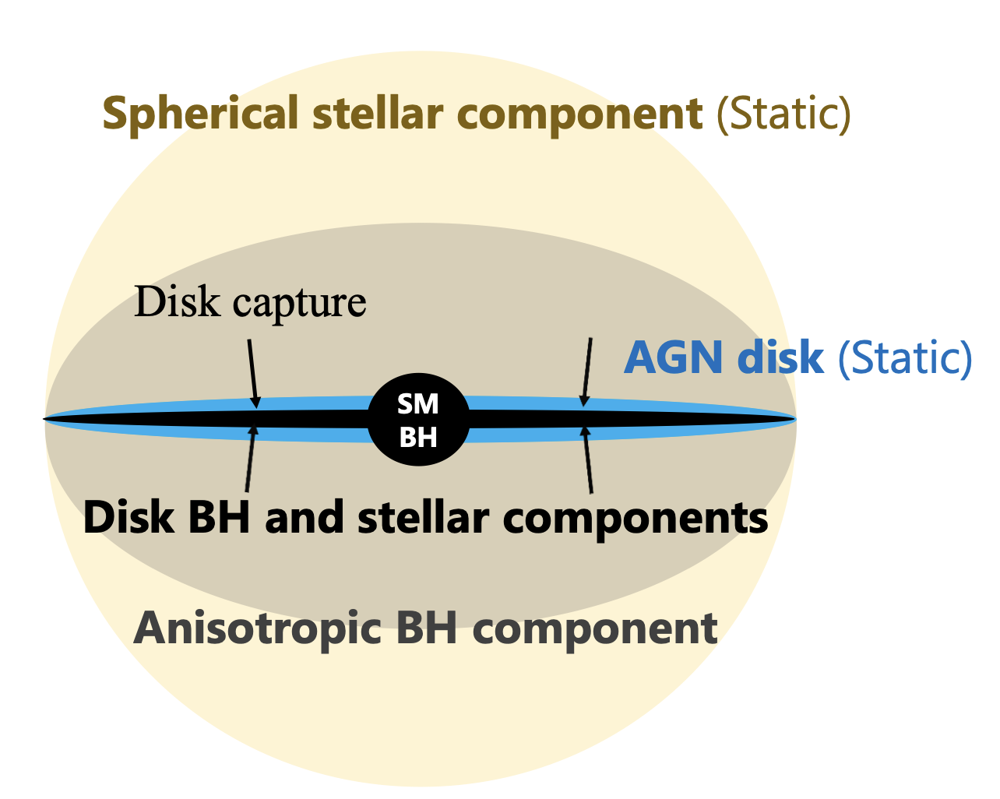 Spherical stellar component (Static)
Disk capture
AGN disk (Static)
SM
BH
Disk BH and stellar components
Anisotropic BH component